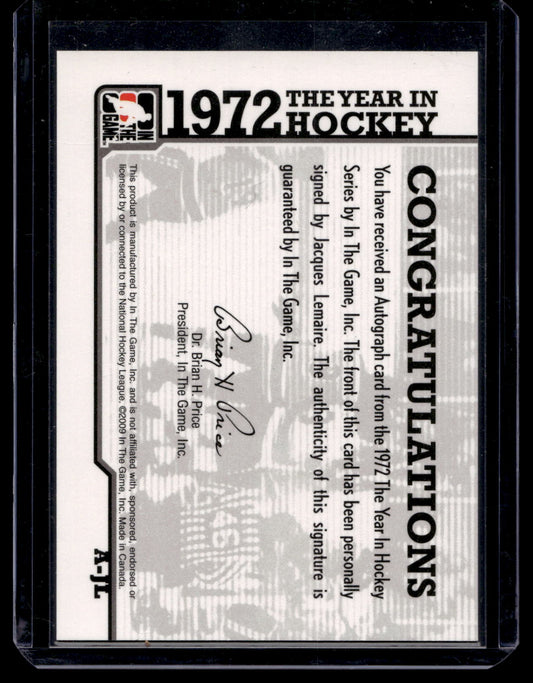 IN
THE
GAME
1972 THE YEAR IN
HOCKEY
CONGRATULATIONS
You have received an Autograph card from the 1972 The Year In Hockey
Series by In The Game, Inc. The front of this card has been personally
signed by Jacques Lemaire. The authenticity of this signature is
guaranteed by In The Game, Inc.
Brian H Price
Dr. Brian H. Price
President, In The Game, Inc.
This product is manufactured by In The Game, Inc. and is not affiliated with, sponsored, endorsed or
licensed by or connected to the National Hockey League. ©2009 In The Game, Inc. Made in Canada.
A-JL